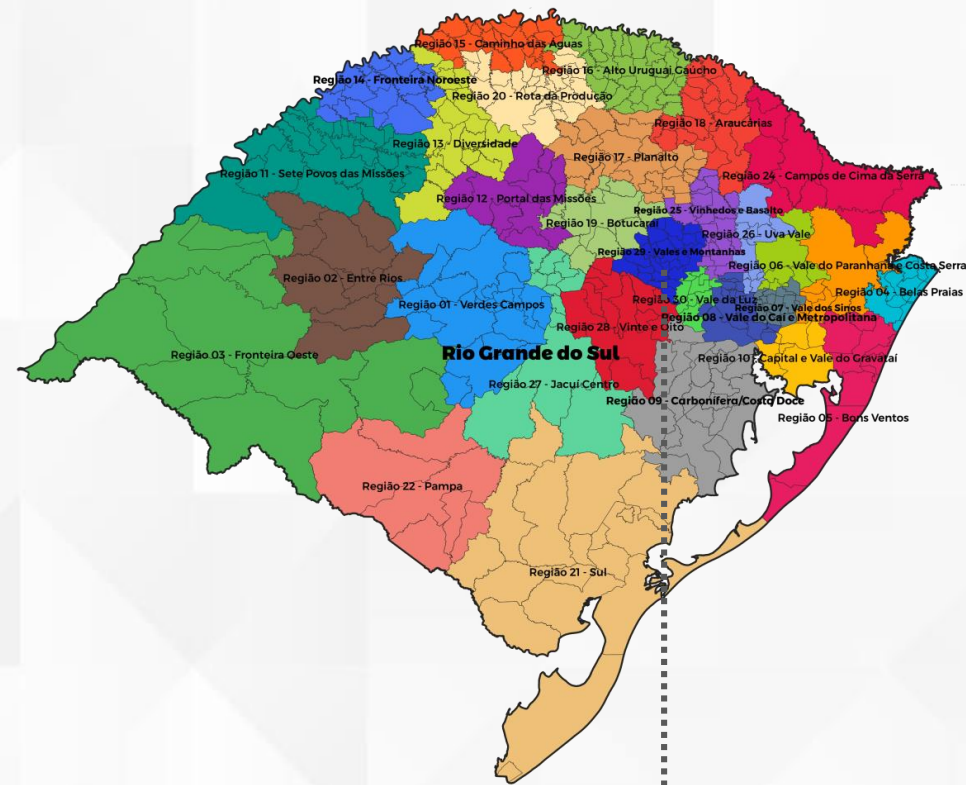 Região 15 - Caminho das Águas
Região 16 - Alto Uruguai Gaúcho
Região 14 - Fronteira Noroeste
Região 20 - Rota da Produção
Região 18 - Araucárias
Região 13 - Diversidade
Região 17 - Planalto
Região 11 - Sete Povos das Missões
Região 24 - Campos de Cima da Serra
Região 12 - Portal das Missões
Região 25 - Vinhedos e Basalto
Região 19 - Botucaraí
Região 26 - Uva Vale
Região 29 - Vales e Montanhas
Região 06 - Vale do Paranhana e Costa Serra
Região 02 - Entre Rios
Região 04 - Belas Praias
Região 30 - Vale da Luz
Região 01 - Verdes Campos
Região 07 - Vale dos Sinos
Região 08 - Vale do Caí e Metropolitana
Região 28 - Vinte e Oito
Rio Grande do Sul
Região 03 - Fronteira Oeste
Região 10 - Capital e Vale do Gravataí
Região 27 - Jacuí Centro
Região 09 - Carbonífera/Costa Doce
Região 05 - Bons Ventos
Região 22 - Pampa
Região 21 - Sul